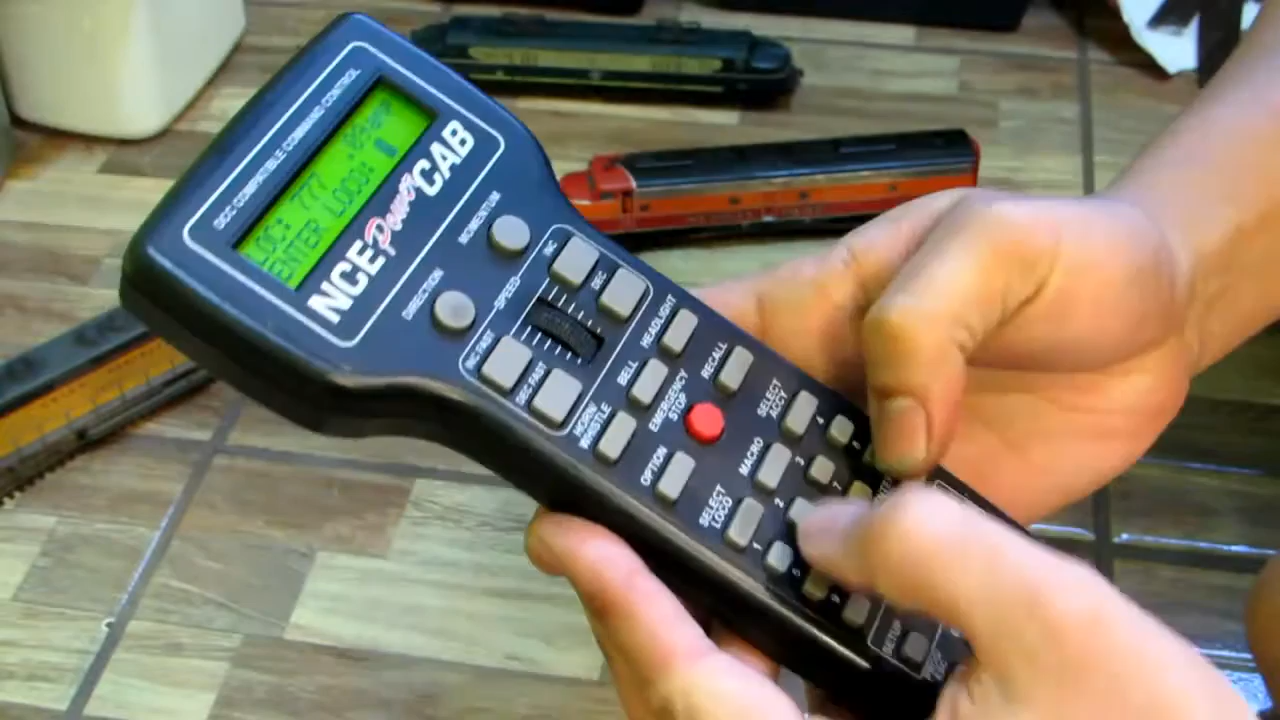 DCC COMPATIBLE COMMAND CONTROL
LOC: 777
ENTER LOCO:
NCE Power CAB
DIRECTION
MOMENTUM
SPEED
INC
DEC
INC FAST
DEC FAST
HEADLIGHT
BELL
HORN/
WHISTLE
RECALL
EMERGENCY
STOP
OPTION
SELECT
ACCY
MACRO
SELECT
LOCO
1
2
3
4
SETUP